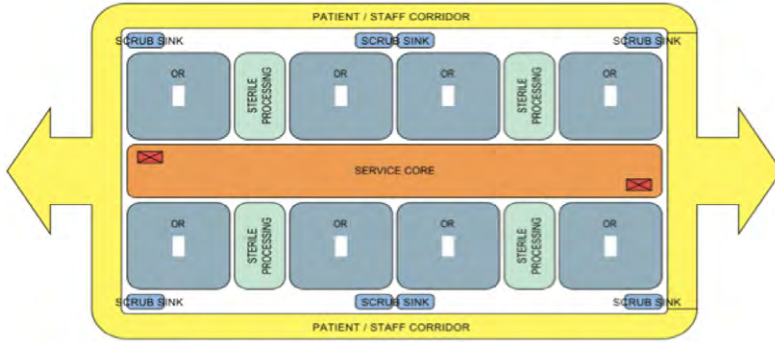 PATIENT / STAFF CORRIDOR
SCRUB SINK
SCRUB SINK
SCRUB SINK
OR
STERILE
PROCESSING
OR
OR
STERILE
PROCESSING
OR
SERVICE CORE
OR
STERILE
PROCESSING
OR
OR
STERILE
PROCESSING
OR
SCRUB SINK
SCRUB SINK
SCRUB SINK
PATIENT / STAFF CORRIDOR